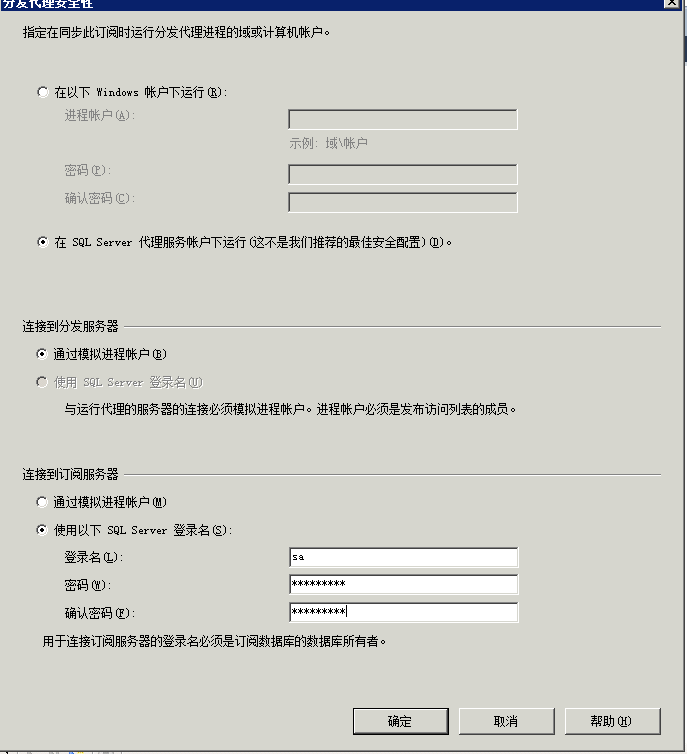 分发代理安全性
指定在同步此订阅时运行分发代理进程的域或计算机帐户。
在以下 Windows 帐户下运行(R):
进程帐户(A):
示例: 域\帐户
密码(P):
确认密码(C):
在 SQL Server 代理服务帐户下运行(这不是我们推荐的最佳安全配置)(D)。
连接到分发服务器
通过模拟进程帐户(B)
使用 SQL Server 登录名(U)
与运行代理的服务器的连接必须模拟进程帐户。进程帐户必须是发布访问列表的成员。
连接到订阅服务器
通过模拟进程帐户(M)
使用以下 SQL Server 登录名(S):
登录名(L): sa
密码(W): *********
确认密码(F): *********
用于连接订阅服务器的登录名必须是订阅数据库的数据库所有者。
确定 取消 帮助(H)